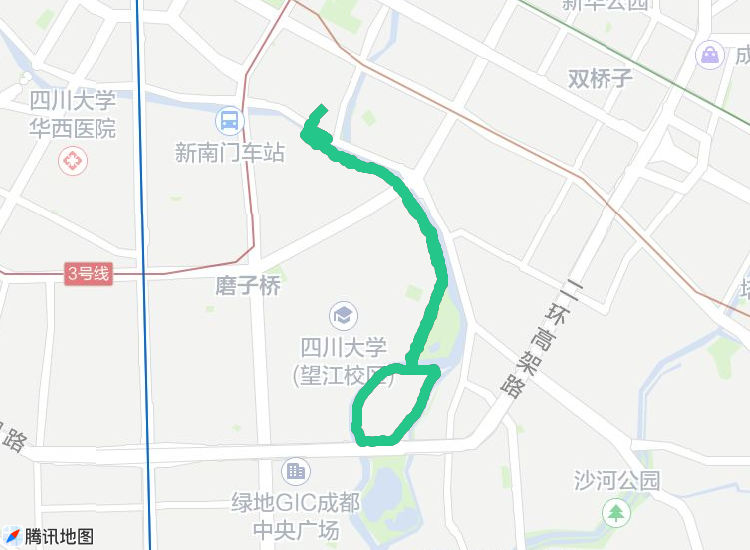 新华公园
成
双桥子
四川大学
华西医院
新南门车站
3号线
磨子桥
二环高架路
四川大学
(望江校区)
路
绿地GIC成都
中央广场
沙河公园
腾讯地图